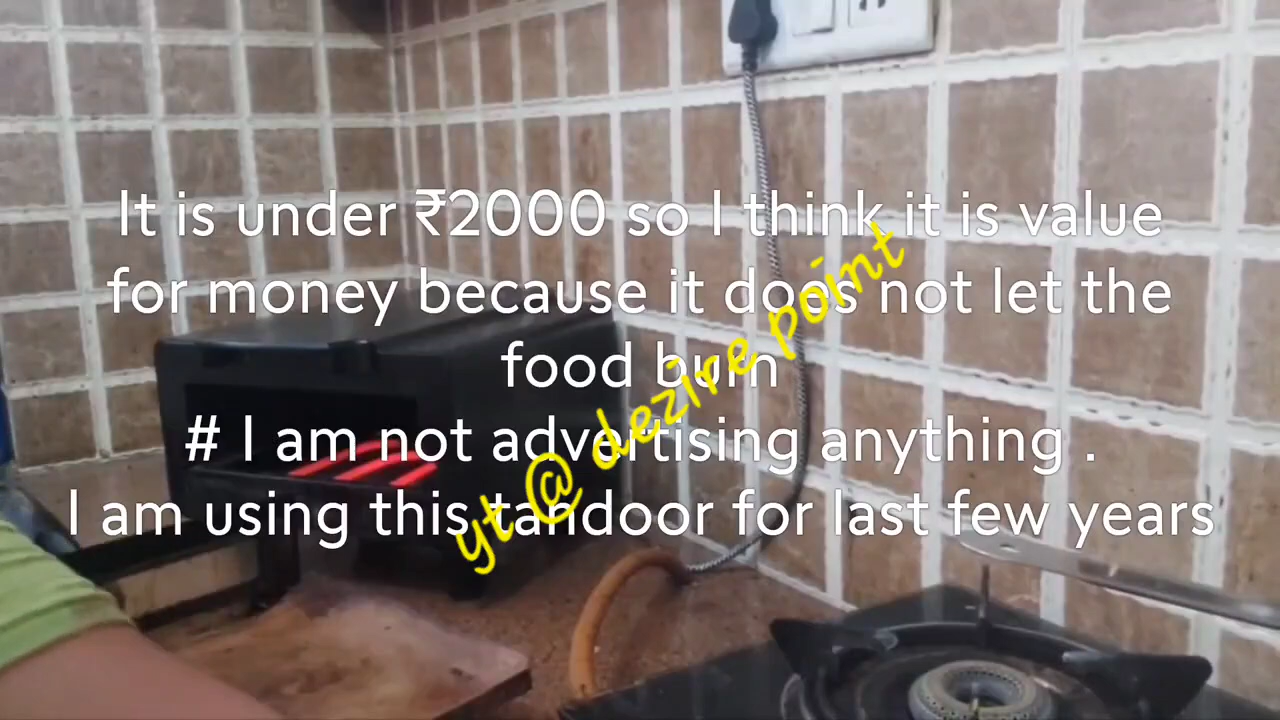 It is under ₹2000 so I think it is value
for money because it does not let the
food burn
# I am not advertising anything .
I am using this tandoor for last few years
yt @ dezire point